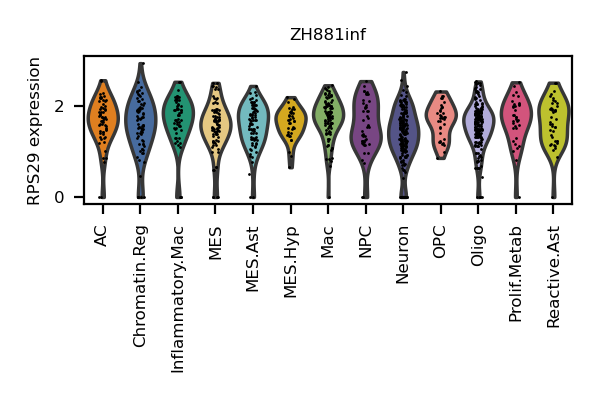 ZH881inf
RPS29 expression
2
0
AC
Chromatin.Reg
Inflammatory.Mac
MES
MES.Ast
MES.Hyp
Mac
NPC
Neuron
OPC
Oligo
Prolif.Metab
Reactive.Ast